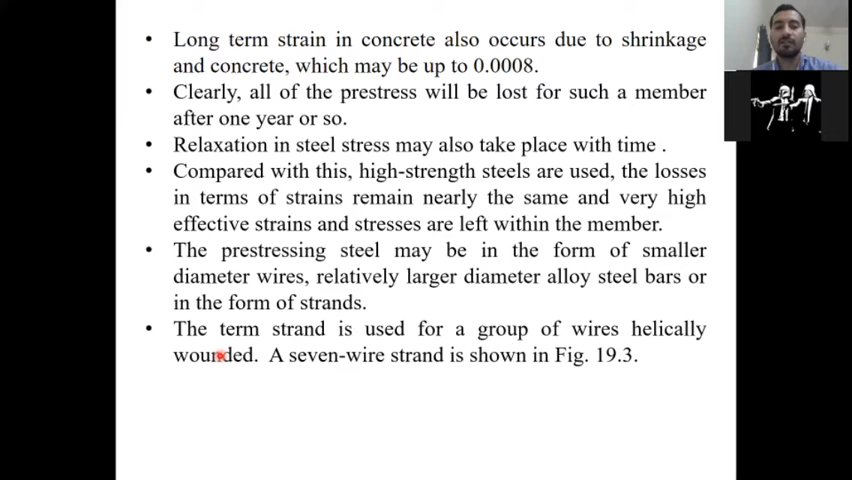 • Long term strain in concrete also occurs due to shrinkage
and concrete, which may be up to 0.0008.
• Clearly, all of the prestress will be lost for such a member
after one year or so.
• Relaxation in steel stress may also take place with time .
• Compared with this, high-strength steels are used, the losses
in terms of strains remain nearly the same and very high
effective strains and stresses are left within the member.
• The prestressing steel may be in the form of smaller
diameter wires, relatively larger diameter alloy steel bars or
in the form of strands.
• The term strand is used for a group of wires helically
wounded. A seven-wire strand is shown in Fig. 19.3.